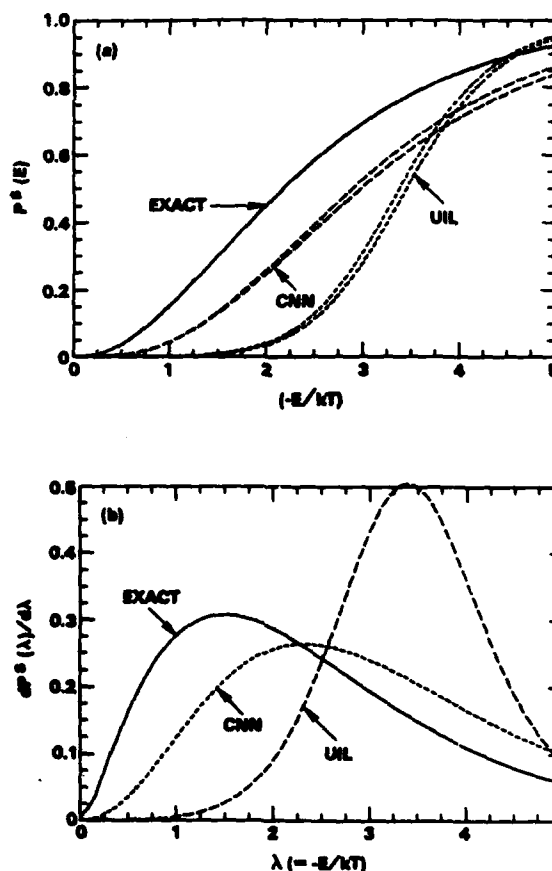 (a)
1.0
0.8
0.6
0.4
0.2
0
P^s (E)
EXACT
CNN
UIL
0 1 2 3 4 5
(-E/kT)
(b)
0.5
0.4
0.3
0.2
0.1
0
dP^s (λ)/dλ
EXACT
CNN
UIL
0 1 2 3 4 5
λ (= -E/kT)